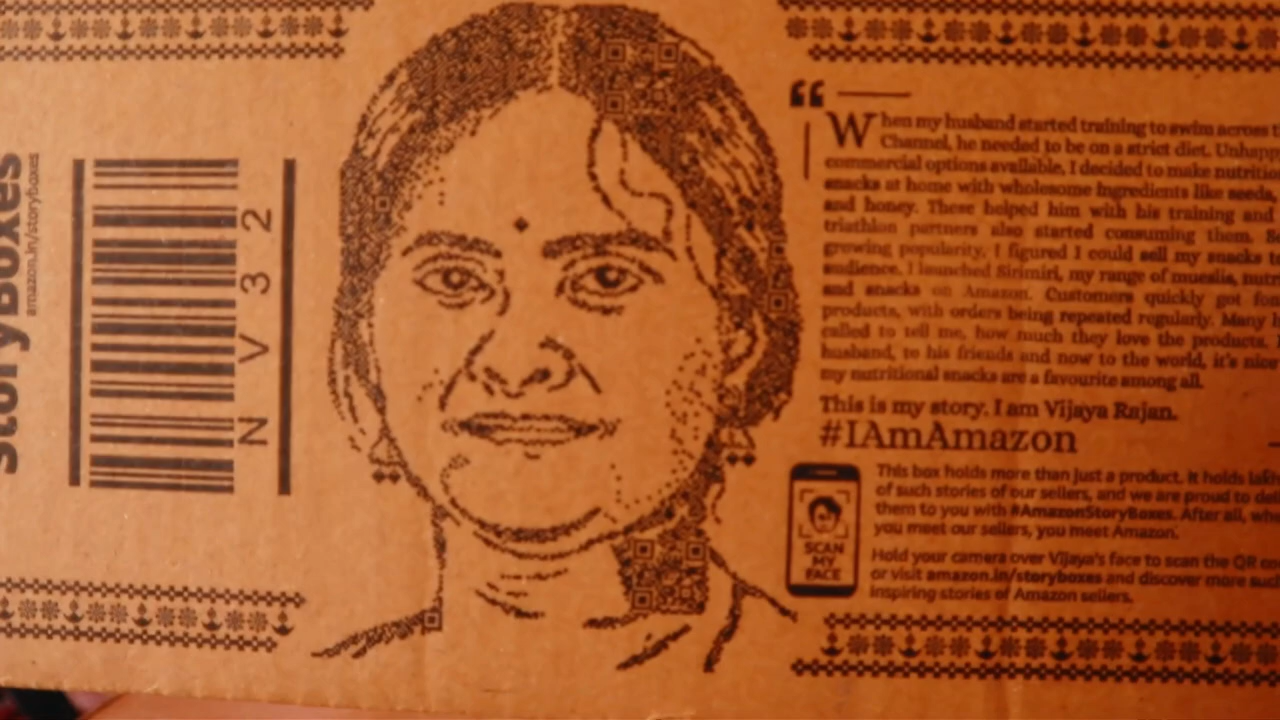 StoryBoxes
amazon.in/storyboxes
NV32
“
When my husband started training to swim across
Channel, he needed to be on a strict diet. Unhapp
commercial options available, I decided to make nutritio
snacks at home with wholesome ingredients like seeds,
and honey. These helped him with his training and
triathlon partners also started consuming them. S
growing popularity, I figured I could sell my snacks t
audience. I launched Sirimiri, my range of mueslis, nutr
and snacks on Amazon. Customers quickly got fo
products, with orders being repeated regularly. Many
called to tell me, how much they love the products.
husband, to his friends and now to the world, it's nice
my nutritional snacks are a favourite among all.
This is my story. I am Vijaya Rajan.
#IAmAmazon
This box holds more than just a product. It holds lakh
of such stories of our sellers, and we are proud to del
them to you with #AmazonStoryBoxes. After all, whe
you meet our sellers, you meet Amazon.
SCAN
MY
FACE
Hold your camera over Vijaya's face to scan the QR co
or visit amazon.in/storyboxes and discover more suc
inspiring stories of Amazon sellers.